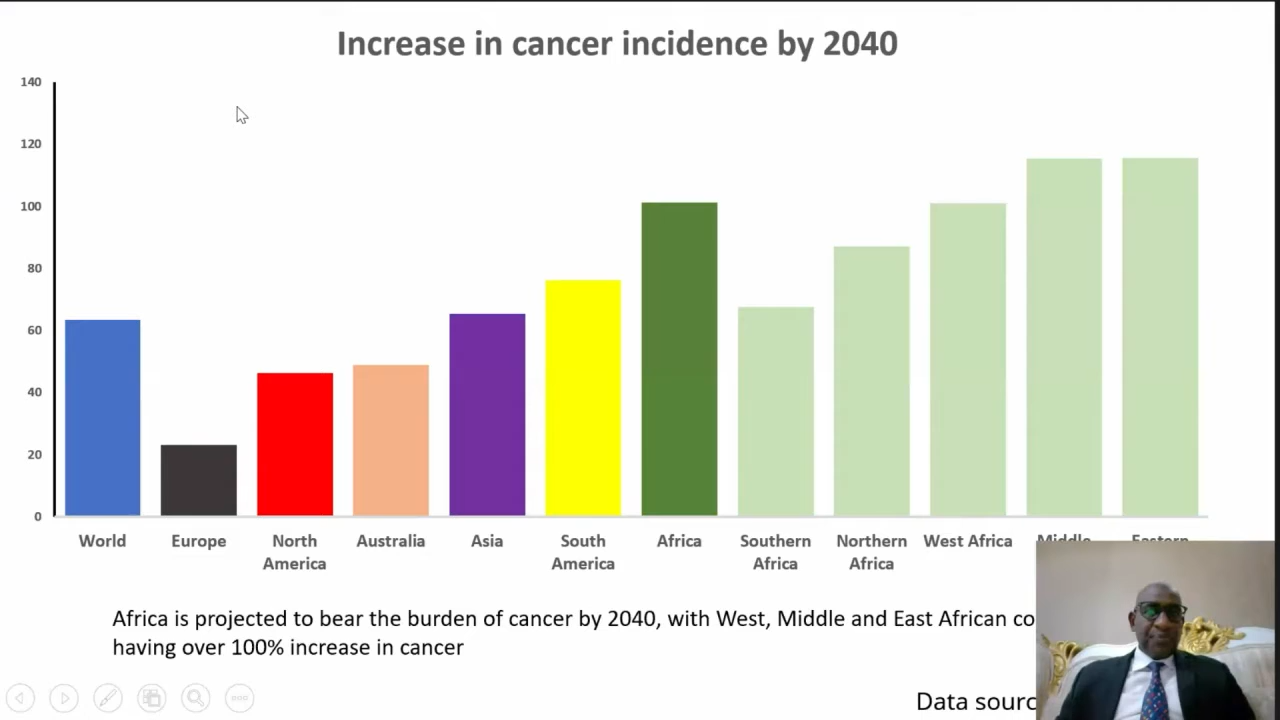 Increase in cancer incidence by 2040
140
120
100
80
60
40
20
0
World
Europe
North America
Australia
Asia
South America
Africa
Southern Africa
Northern Africa
West Africa
Middle
Eastern
Africa is projected to bear the burden of cancer by 2040, with West, Middle and East African co
having over 100% increase in cancer
Data sourc